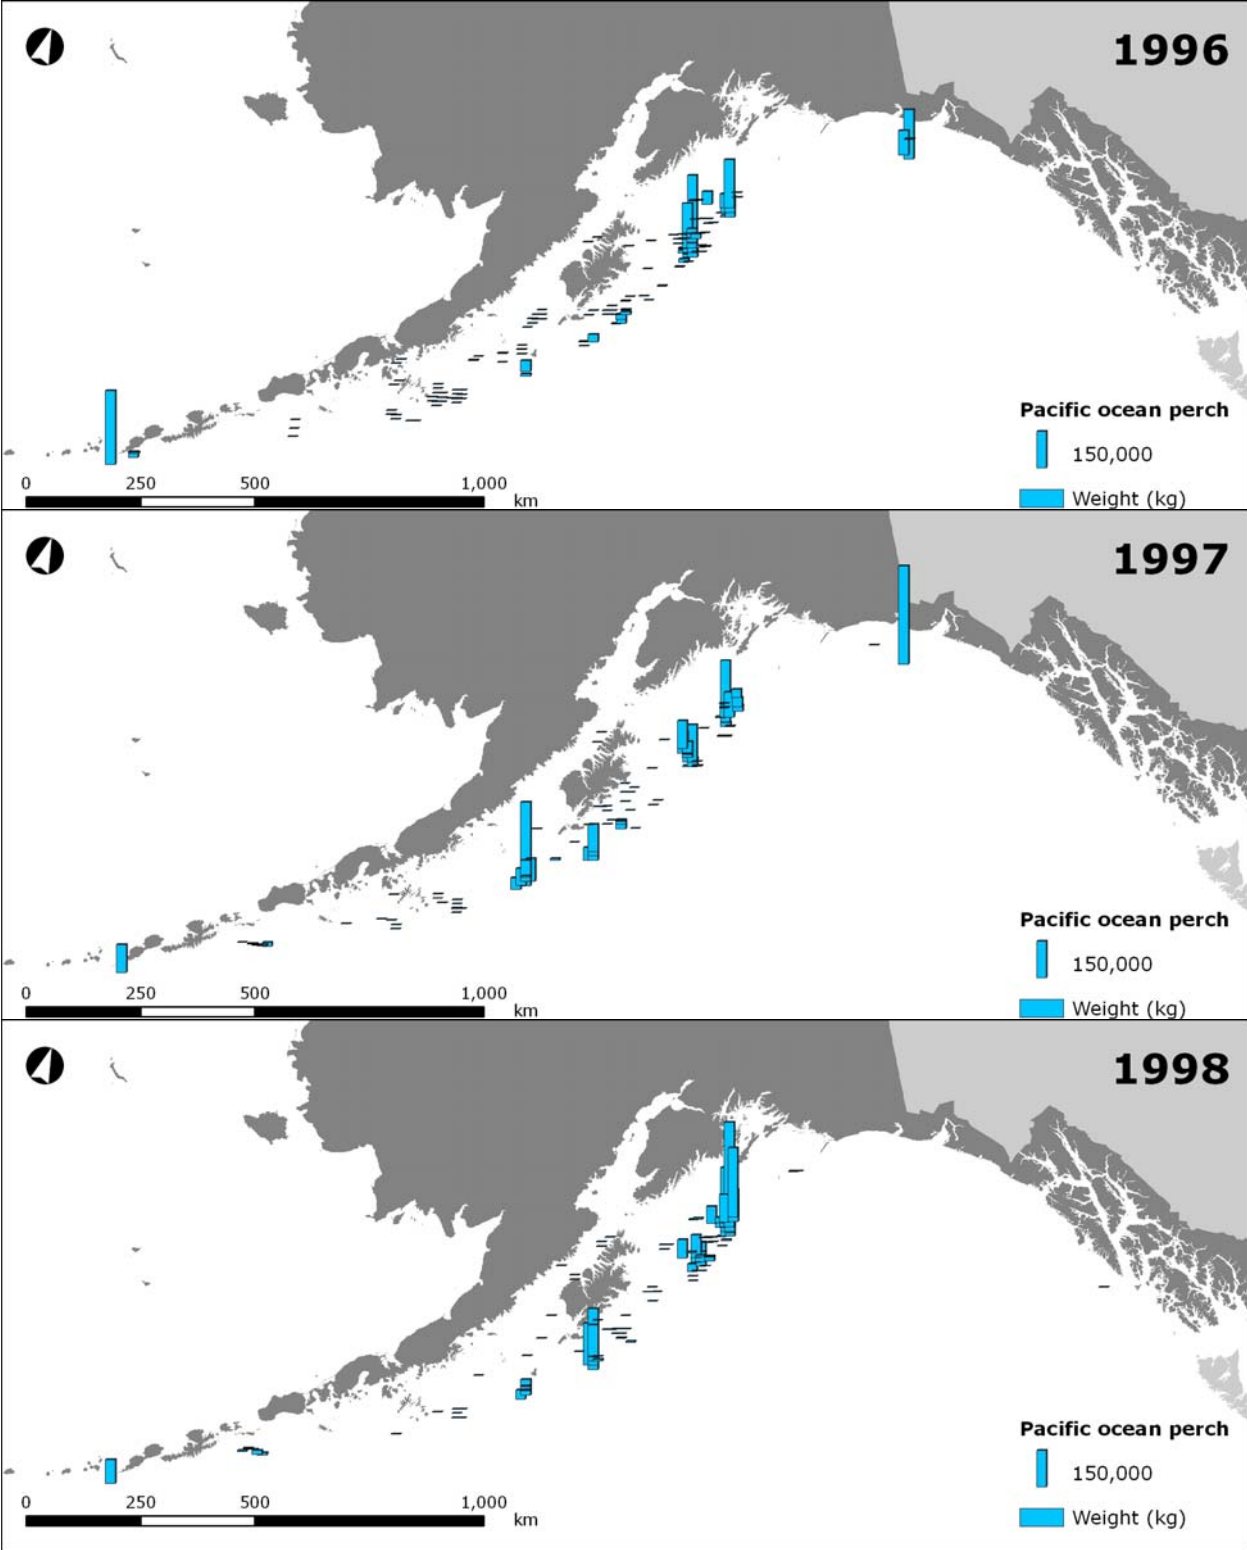 1996
Pacific ocean perch
150,000
Weight (kg)
0 250 500 1,000
km
1997
Pacific ocean perch
150,000
Weight (kg)
0 250 500 1,000
km
1998
Pacific ocean perch
150,000
Weight (kg)
0 250 500 1,000
km